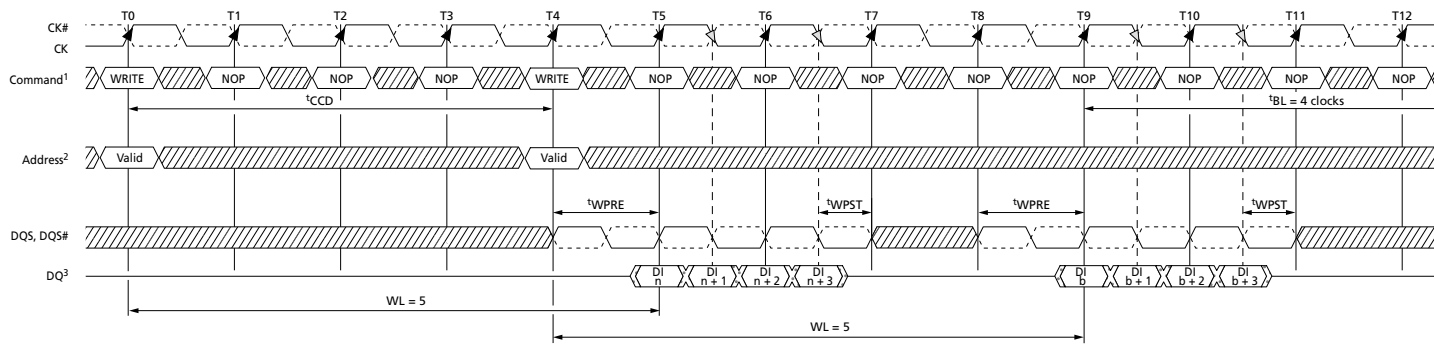 T0 T1 T2 T3 T4 T5 T6 T7 T8 T9 T10 T11 T12
CK#
CK
Command1 WRITE NOP NOP NOP WRITE NOP NOP NOP NOP NOP NOP NOP NOP
tCCD tBL = 4 clocks
Address2 Valid Valid
tWPRE tWPST tWPRE tWPST
DQS, DQS#
DQ3 DI n DI n + 1 DI n + 2 DI n + 3 DI b DI b + 1 DI b + 2 DI b + 3
WL = 5
WL = 5